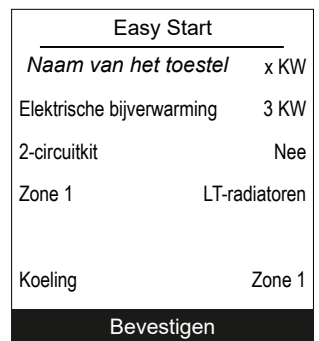 Easy Start
Naam van het toestel x KW
Elektrische bijverwarming 3 KW
2-circuitkit Nee
Zone 1 LT-radiatoren
Koeling Zone 1
Bevestigen